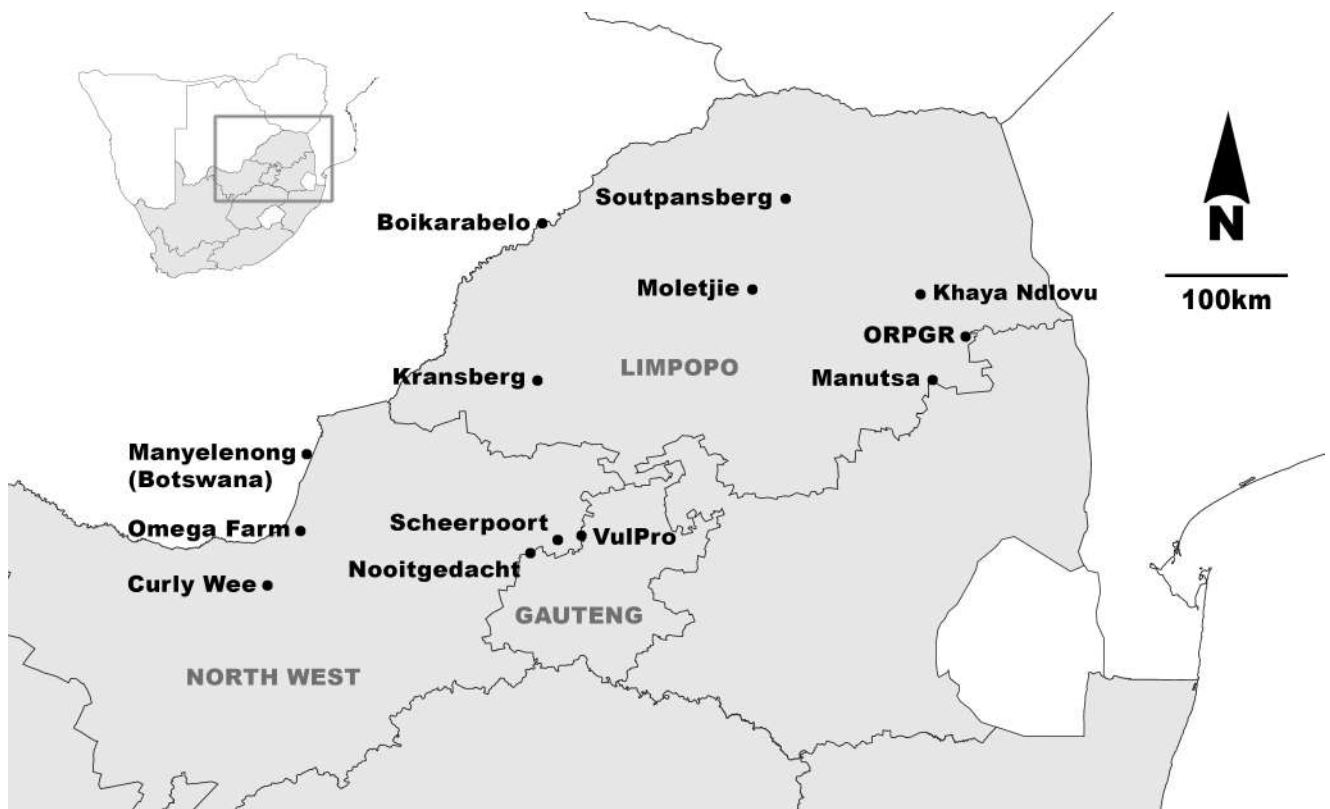 Soutpansberg
Boikarabelo
N
100km
Moletjie
Khaya Ndlovu
ORPGR
LIMPOPO
Kransberg
Manutsa
Manyelenong
(Botswana)
Omega Farm
Scheerpoort
VulPro
Nooitgedacht
Curly Wee
GAUTENG
NORTH WEST